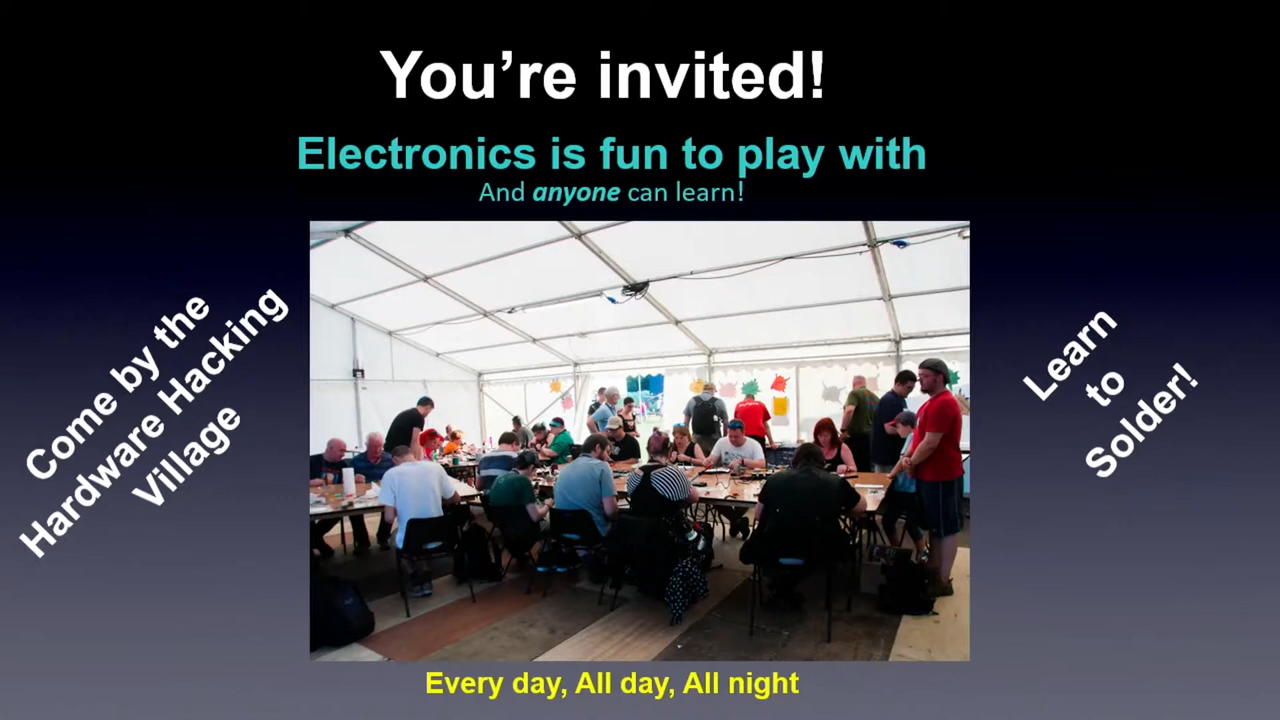 You're invited!
Electronics is fun to play with
And anyone can learn!
Come by the
Hardware Hacking
Village
Learn
to
Solder!
Every day, All day, All night